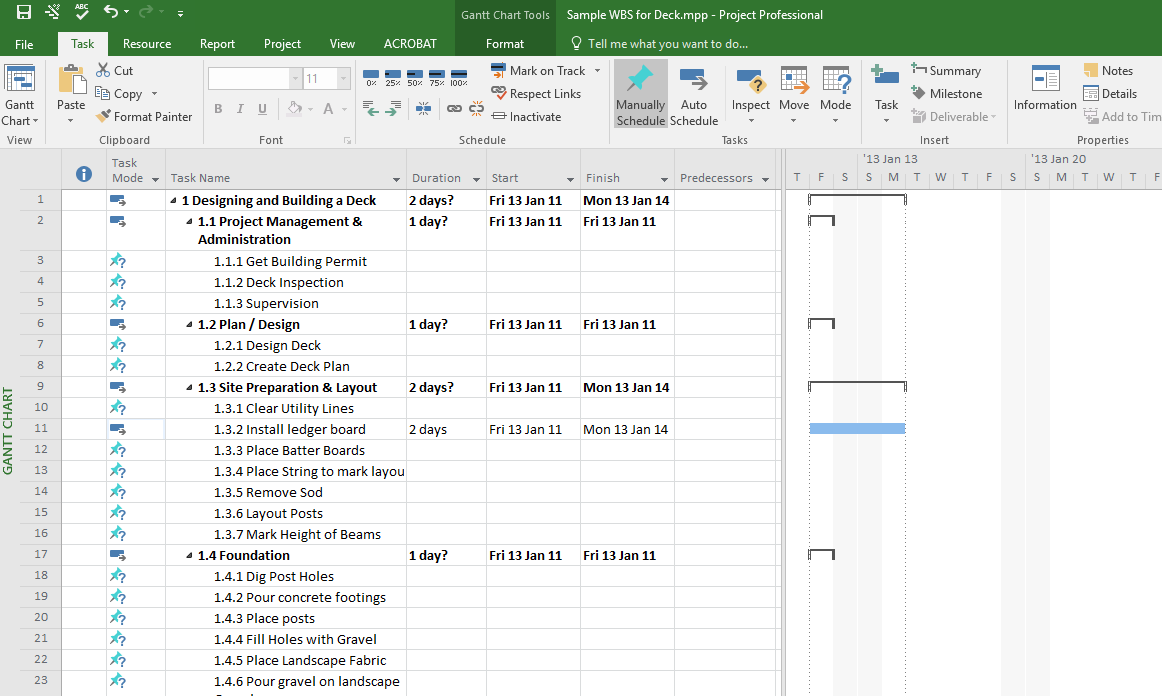 ABC
Gantt Chart Tools
Sample WBS for Deck.mpp - Project Professional
File Task Resource Report Project View ACROBAT Format Tell me what you want to do...
Gantt Chart
View
Paste
Cut
Copy
Format Painter
Clipboard
11
B I U A
Font
0% 25% 50% 75% 100%
Mark on Track
Respect Links
Inactivate
Schedule
Manually Schedule
Auto Schedule
Inspect
Move
Mode
Tasks
Task
Summary
Milestone
Deliverable
Insert
Information
Notes
Details
Add to Tim
Properties
GANTT CHART
Task Mode Task Name Duration Start Finish Predecessors
'13 Jan 13 '13 Jan 20
T F S S M T W T F S S M T W T F
1 1 Designing and Building a Deck 2 days? Fri 13 Jan 11 Mon 13 Jan 14
2 1.1 Project Management & 1 day? Fri 13 Jan 11 Fri 13 Jan 11
Administration
3 1.1.1 Get Building Permit
4 1.1.2 Deck Inspection
5 1.1.3 Supervision
6 1.2 Plan / Design 1 day? Fri 13 Jan 11 Fri 13 Jan 11
7 1.2.1 Design Deck
8 1.2.2 Create Deck Plan
9 1.3 Site Preparation & Layout 2 days? Fri 13 Jan 11 Mon 13 Jan 14
10 1.3.1 Clear Utility Lines
11 1.3.2 Install ledger board 2 days Fri 13 Jan 11 Mon 13 Jan 14
12 1.3.3 Place Batter Boards
13 1.3.4 Place String to mark layou
14 1.3.5 Remove Sod
15 1.3.6 Layout Posts
16 1.3.7 Mark Height of Beams
17 1.4 Foundation 1 day? Fri 13 Jan 11 Fri 13 Jan 11
18 1.4.1 Dig Post Holes
19 1.4.2 Pour concrete footings
20 1.4.3 Place posts
21 1.4.4 Fill Holes with Gravel
22 1.4.5 Place Landscape Fabric
23 1.4.6 Pour gravel on landscape